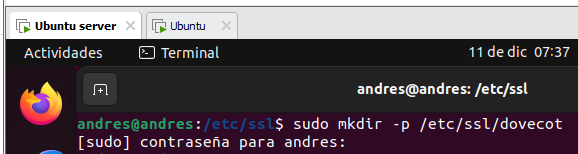 Ubuntu server
Ubuntu
Actividades
Terminal
11 de dic 07:37
andres@andres: /etc/ssl
andres@andres:/etc/ssl$ sudo mkdir -p /etc/ssl/dovecot
[sudo] contraseña para andres: